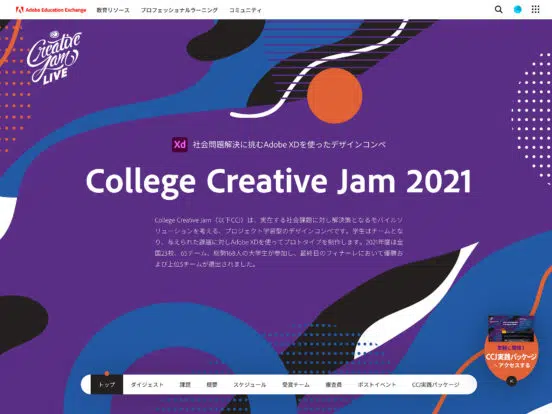 Adobe Education Exchange 教育リソース プロフェッショナルラーニング コミュニティ
Creative
Jam
LIVE
Xd 社会問題解決に挑むAdobe XDを使ったデザインコンペ
College Creative Jam 2021
College Creative Jam（以下CCJ）は、実在する社会課題に対し解決策となるモバイルソ
リューションを考える、プロジェクト学習型のデザインコンペです。学生はチームとな
り、与えられた課題に対しAdobe XDを使ってプロトタイプを制作します。2021年度は全
国23校、65チーム、総勢168人の大学生が参加し、最終日のフィナーレにおいて優勝お
よび上位5チームが選出されました。
CCJ実践パッケージ
アクセスする
トップ ダイジェスト 課題 概要 スケジュール 受賞チーム 審査員 ポストイベント CCJ実践パッケージ